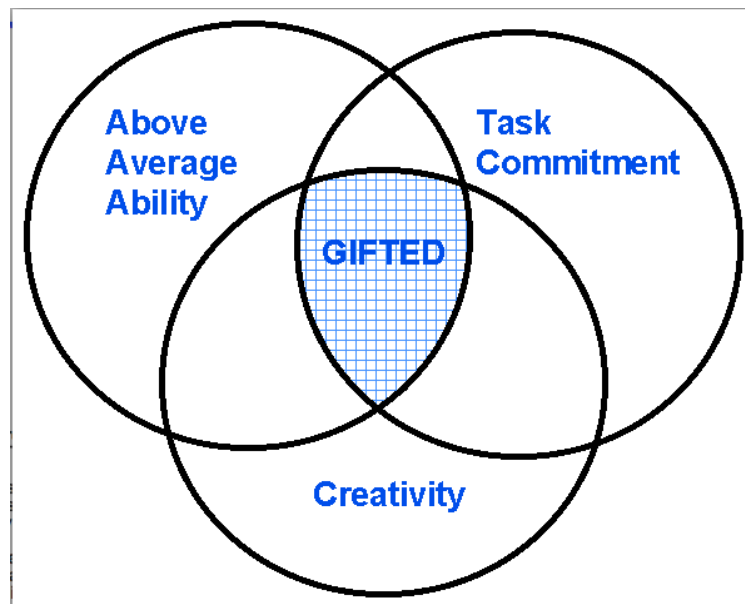 Above
Average
Ability
Task
Commitment
GIFTED
Creativity